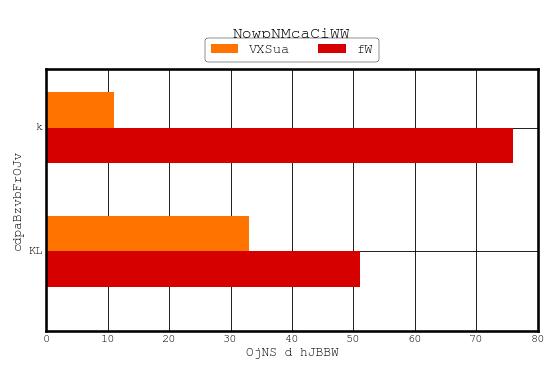 NowpNMcaCiWW
VXSua fW
k
KL
cdpaBzvbFrOJv
0 10 20 30 40 50 60 70 80
OjNS d hJBBW